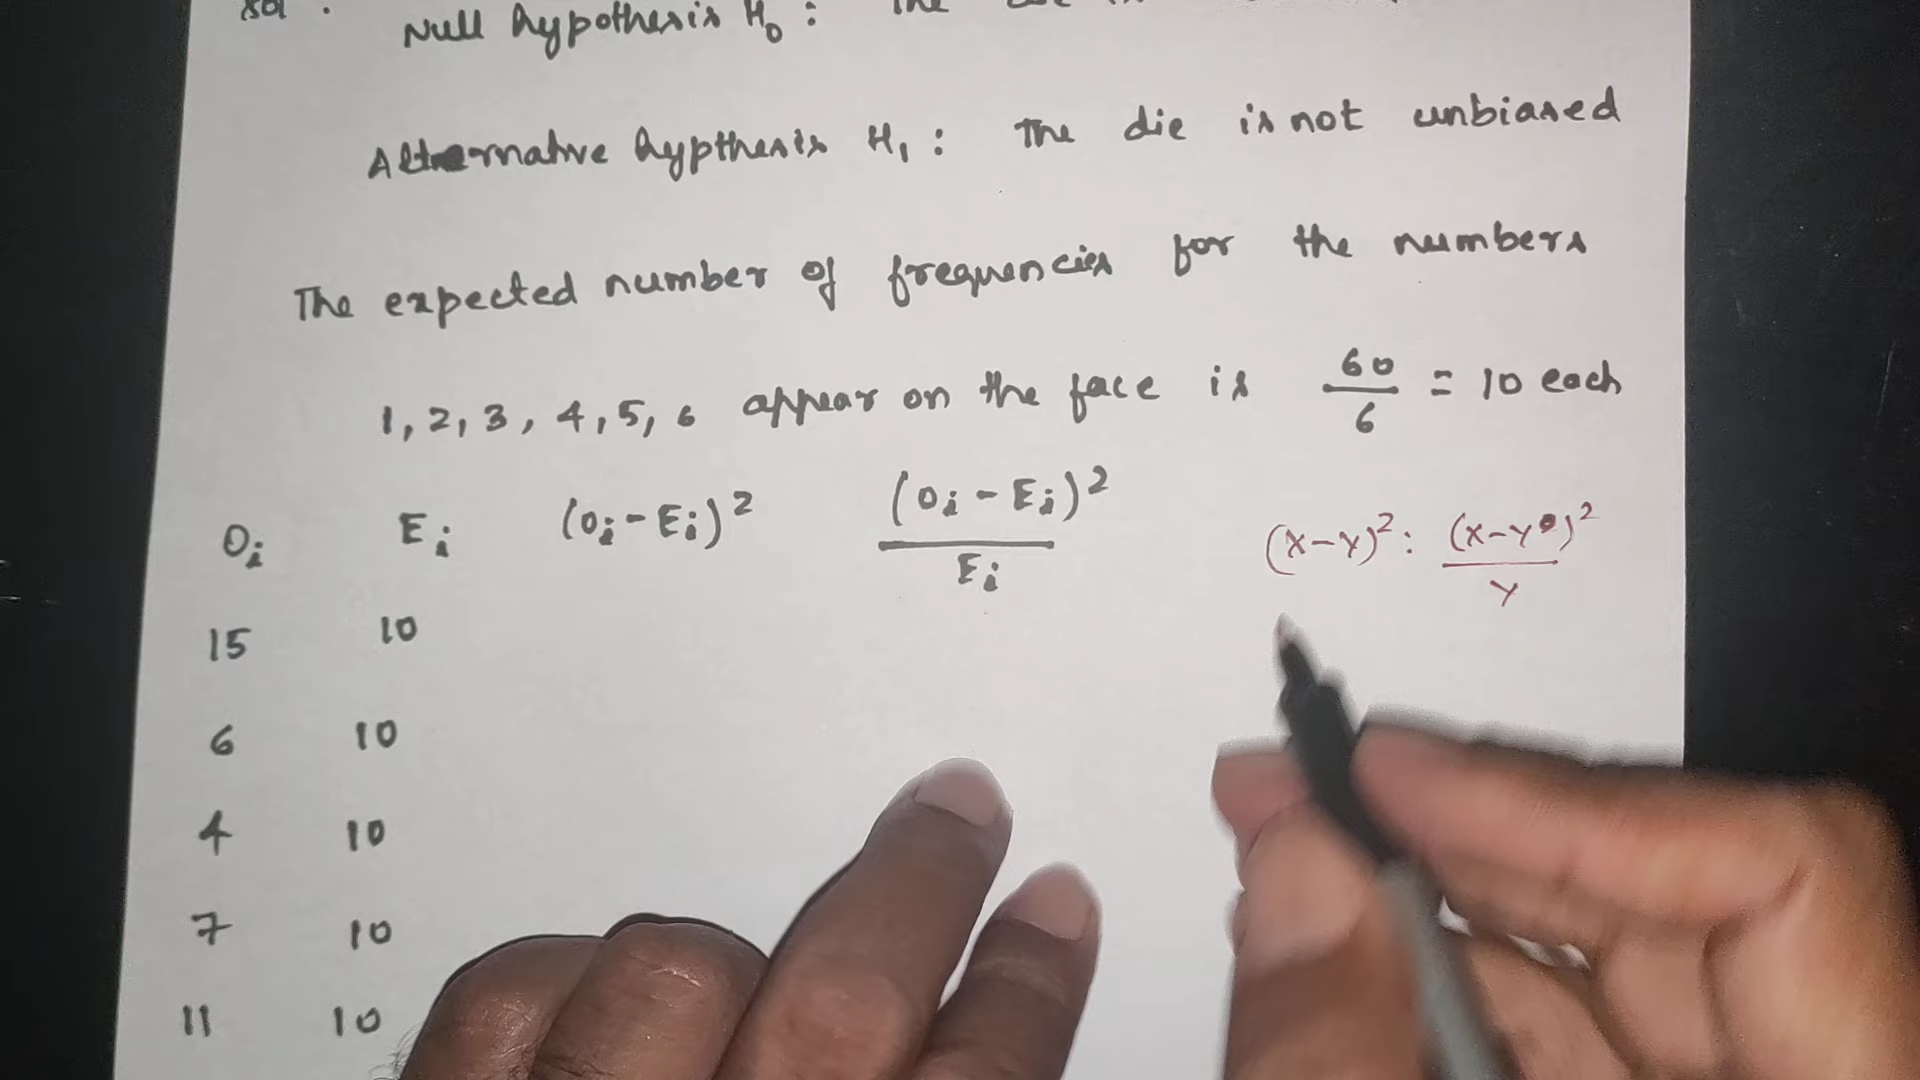 Sol .
Null hypothesis H₀ : The
Alternative hypthesis H₁ : The die is not unbiased
The expected number of frequencies for the numbers
1, 2, 3, 4, 5, 6 appear on the face is 60/6 = 10 each
Oᵢ Eᵢ (Oᵢ - Eᵢ)² (Oᵢ - Eᵢ)²/Eᵢ (x-y)² : (x-y)²/y
15 10
6 10
4 10
7 10
11 10